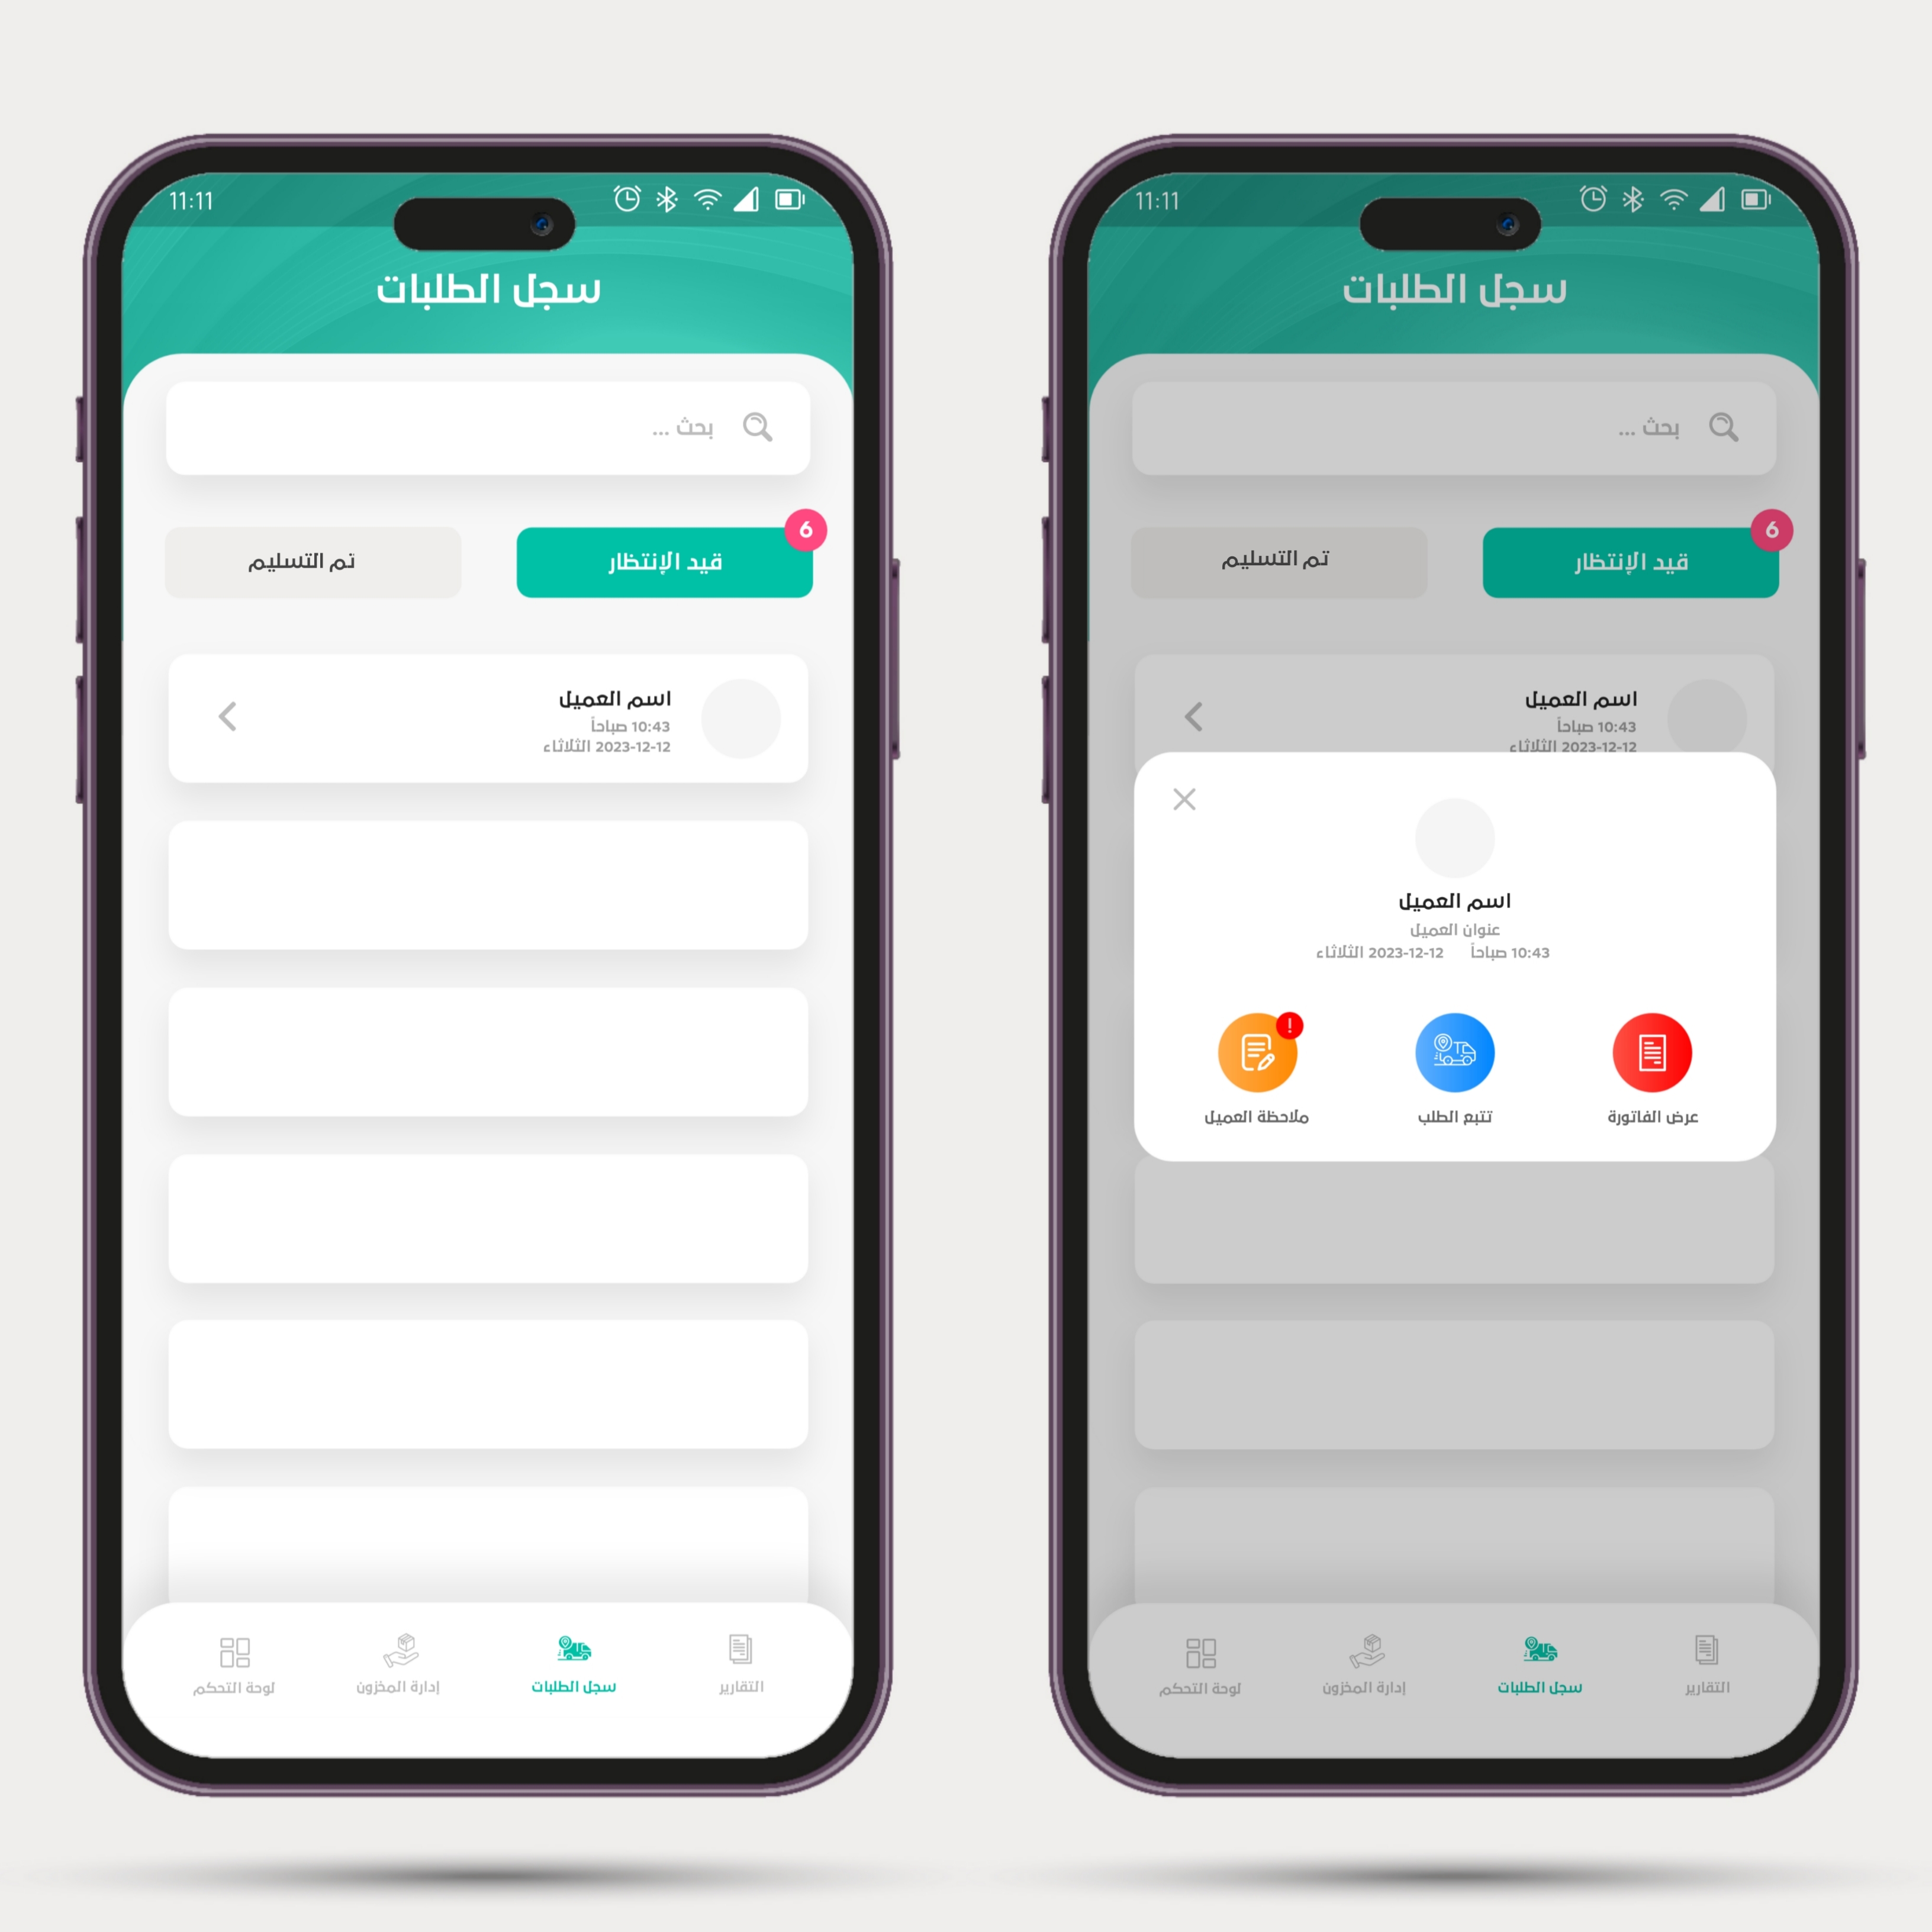 11:11
سجل الطلبات
بحث ...
6
قيد الإنتظار
تم التسليم
اسم العميل
10:43 صباحاً
2023-12-12 الثلاثاء
التقارير
سجل الطلبات
إدارة المخزون
لوحة التحكم
11:11
سجل الطلبات
بحث ...
6
قيد الإنتظار
تم التسليم
اسم العميل
10:43 صباحاً
2023-12-12 الثلاثاء
اسم العميل
عنوان العميل
10:43 صباحاً 2023-12-12 الثلاثاء
!
عرض الفاتورة
تتبع الطلب
ملاحظة العميل
التقارير
سجل الطلبات
إدارة المخزون
لوحة التحكم